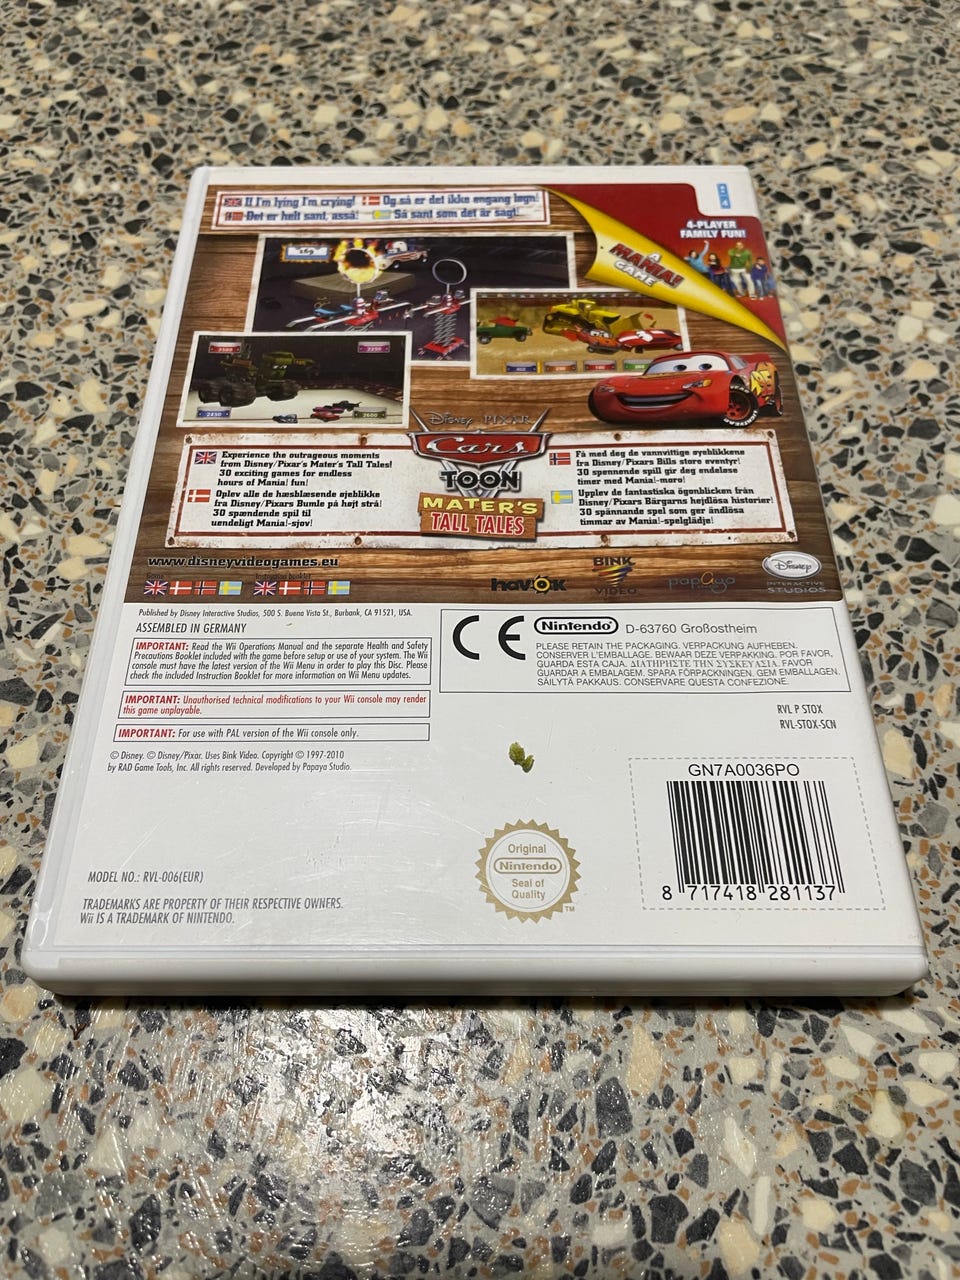 If I'm lying I'm crying! Og så er det ikke engang løgn!
Det er helt sant, asså! Så sant som det är sagt!
4-PLAYER
FAMILY FUN!
A
MANIA!
GAME
2450
2250
2600
Disney PIXAR
Cars
TOON
MATER'S
TALL TALES
Experience the outrageous moments
from Disney/Pixar's Mater's Tall Tales!
30 exciting games for endless
hours of Mania! fun!
Oplev alle de hæsblæsende øjeblikke
fra Disney/Pixars Bumle på højt strå!
30 spændende spil til
uendeligt Mania!-sjov!
Få med deg de vannvittige øyeblikkene
fra Disney/Pixars Bills store eventyr!
30 spennende spill gir deg endeløse
timer med Mania!-moro!
Upplev de fantastiska ögonblicken från
Disney/Pixars Bärgarns hejdlösa historier!
30 spännande spel som ger ändlösa
timmar av Mania!-spelglädje!
www.disneyvideogames.eu
Instruction booklet
havok
BINK
VIDEO
papaya
Disney
INTERACTIVE
STUDIOS
Published by Disney Interactive Studios, 500 S. Buena Vista St., Burbank, CA 91521, USA.
ASSEMBLED IN GERMANY
IMPORTANT: Read the Wii Operations Manual and the separate Health and Safety
Precautions Booklet included with the game before setup or use of your system. The Wii
console must have the latest version of the Wii Menu in order to play this Disc. Please
check the included Instruction Booklet for more information on Wii Menu updates.
IMPORTANT: Unauthorised technical modifications to your Wii console may render
this game unplayable.
IMPORTANT: For use with PAL version of the Wii console only.
© Disney. © Disney/Pixar. Uses Bink Video. Copyright © 1997-2010
by RAD Game Tools, Inc. All rights reserved. Developed by Papaya Studio.
CE Nintendo® D-63760 Großostheim
PLEASE RETAIN THE PACKAGING. VERPACKUNG AUFHEBEN.
CONSERVER L'EMBALLAGE. BEWAAR DEZE VERPAKKING. POR FAVOR,
GUARDA ESTA CAJA. ΔΙΑΤΗΡΗΣΤΕ ΤΗΝ ΣΥΣΚΕΥΑΣΙΑ. FAVOR
GUARDAR A EMBALAGEM. SPARA FÖRPACKNINGEN. GEM EMBALLAGEN.
SÄILYTÄ PAKKAUS. CONSERVARE QUESTA CONFEZIONE.
RVL P STOX
RVL-STOX-SCN
GN7A0036PO
8 717418 281137
Original
Nintendo
Seal of
Quality
TM
MODEL NO.: RVL-006(EUR)
TRADEMARKS ARE PROPERTY OF THEIR RESPECTIVE OWNERS.
Wii IS A TRADEMARK OF NINTENDO.